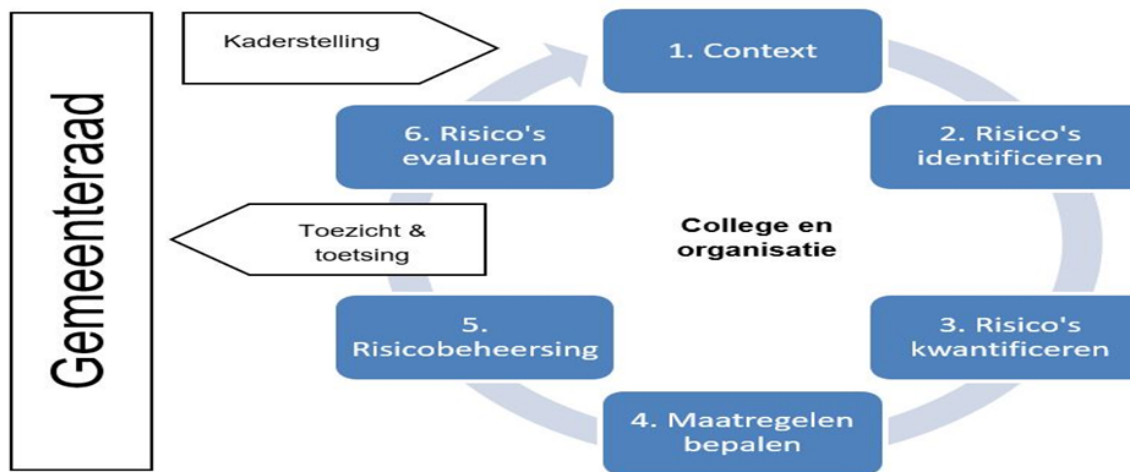 Gemeenteraad
Kaderstelling
1. Context
2. Risico's
identificeren
3. Risico's
kwantificeren
4. Maatregelen
bepalen
5.
Risicobeheersing
6. Risico's
evalueren
Toezicht &
toetsing
College en
organisatie